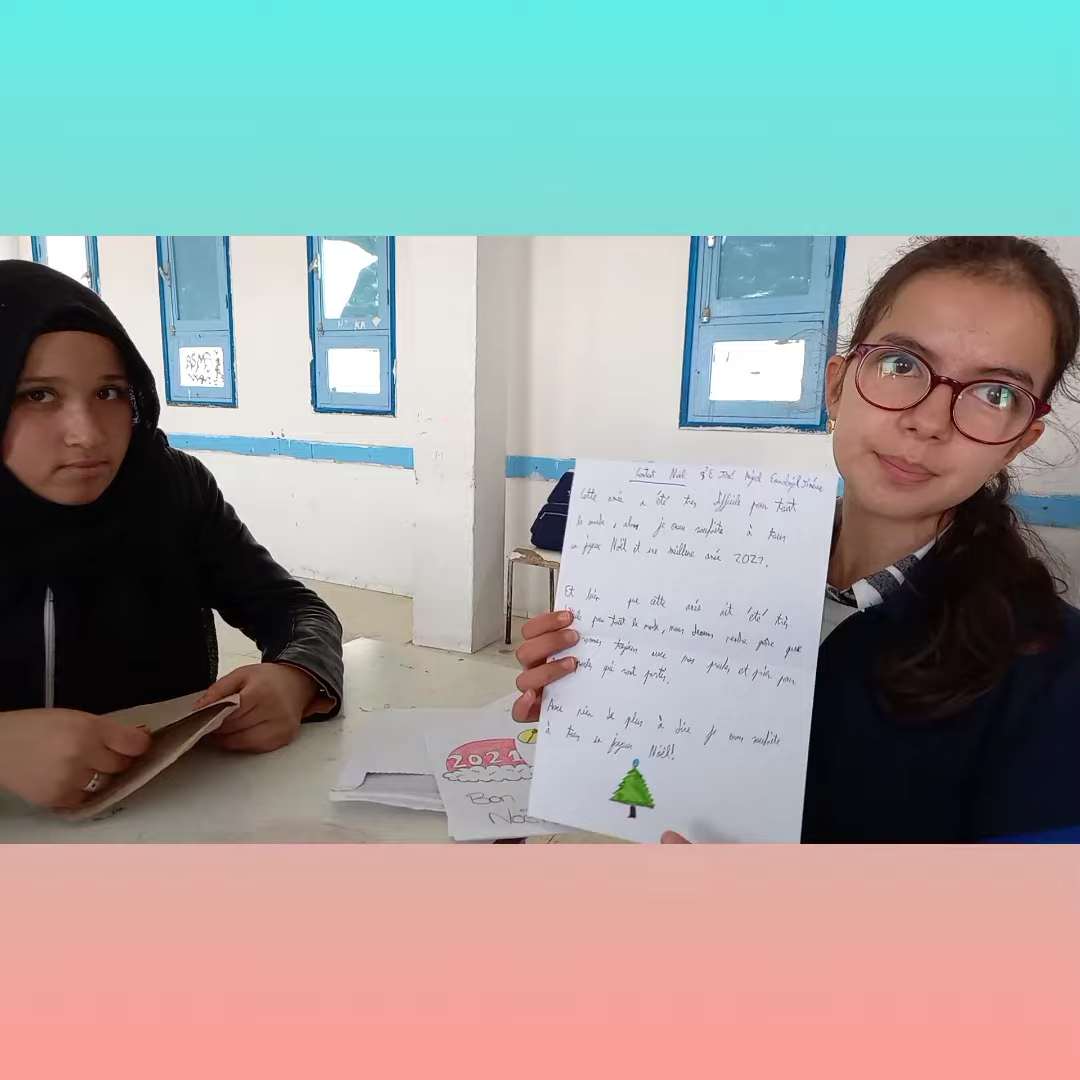 Cette année a été très difficile pour tout
le monde, alors je vous souhaite à tous
un joyeux Noël et une meilleure année 2021.
Et bien que cette année ait été très
pour tout le monde, nous devons rendre grâce que
sommes toujours avec nos proches et prier pour
qui sont partis.
Avec rien de plus à dire je vous souhaite
à tous un joyeux Noël!
2021
Bon
Noë